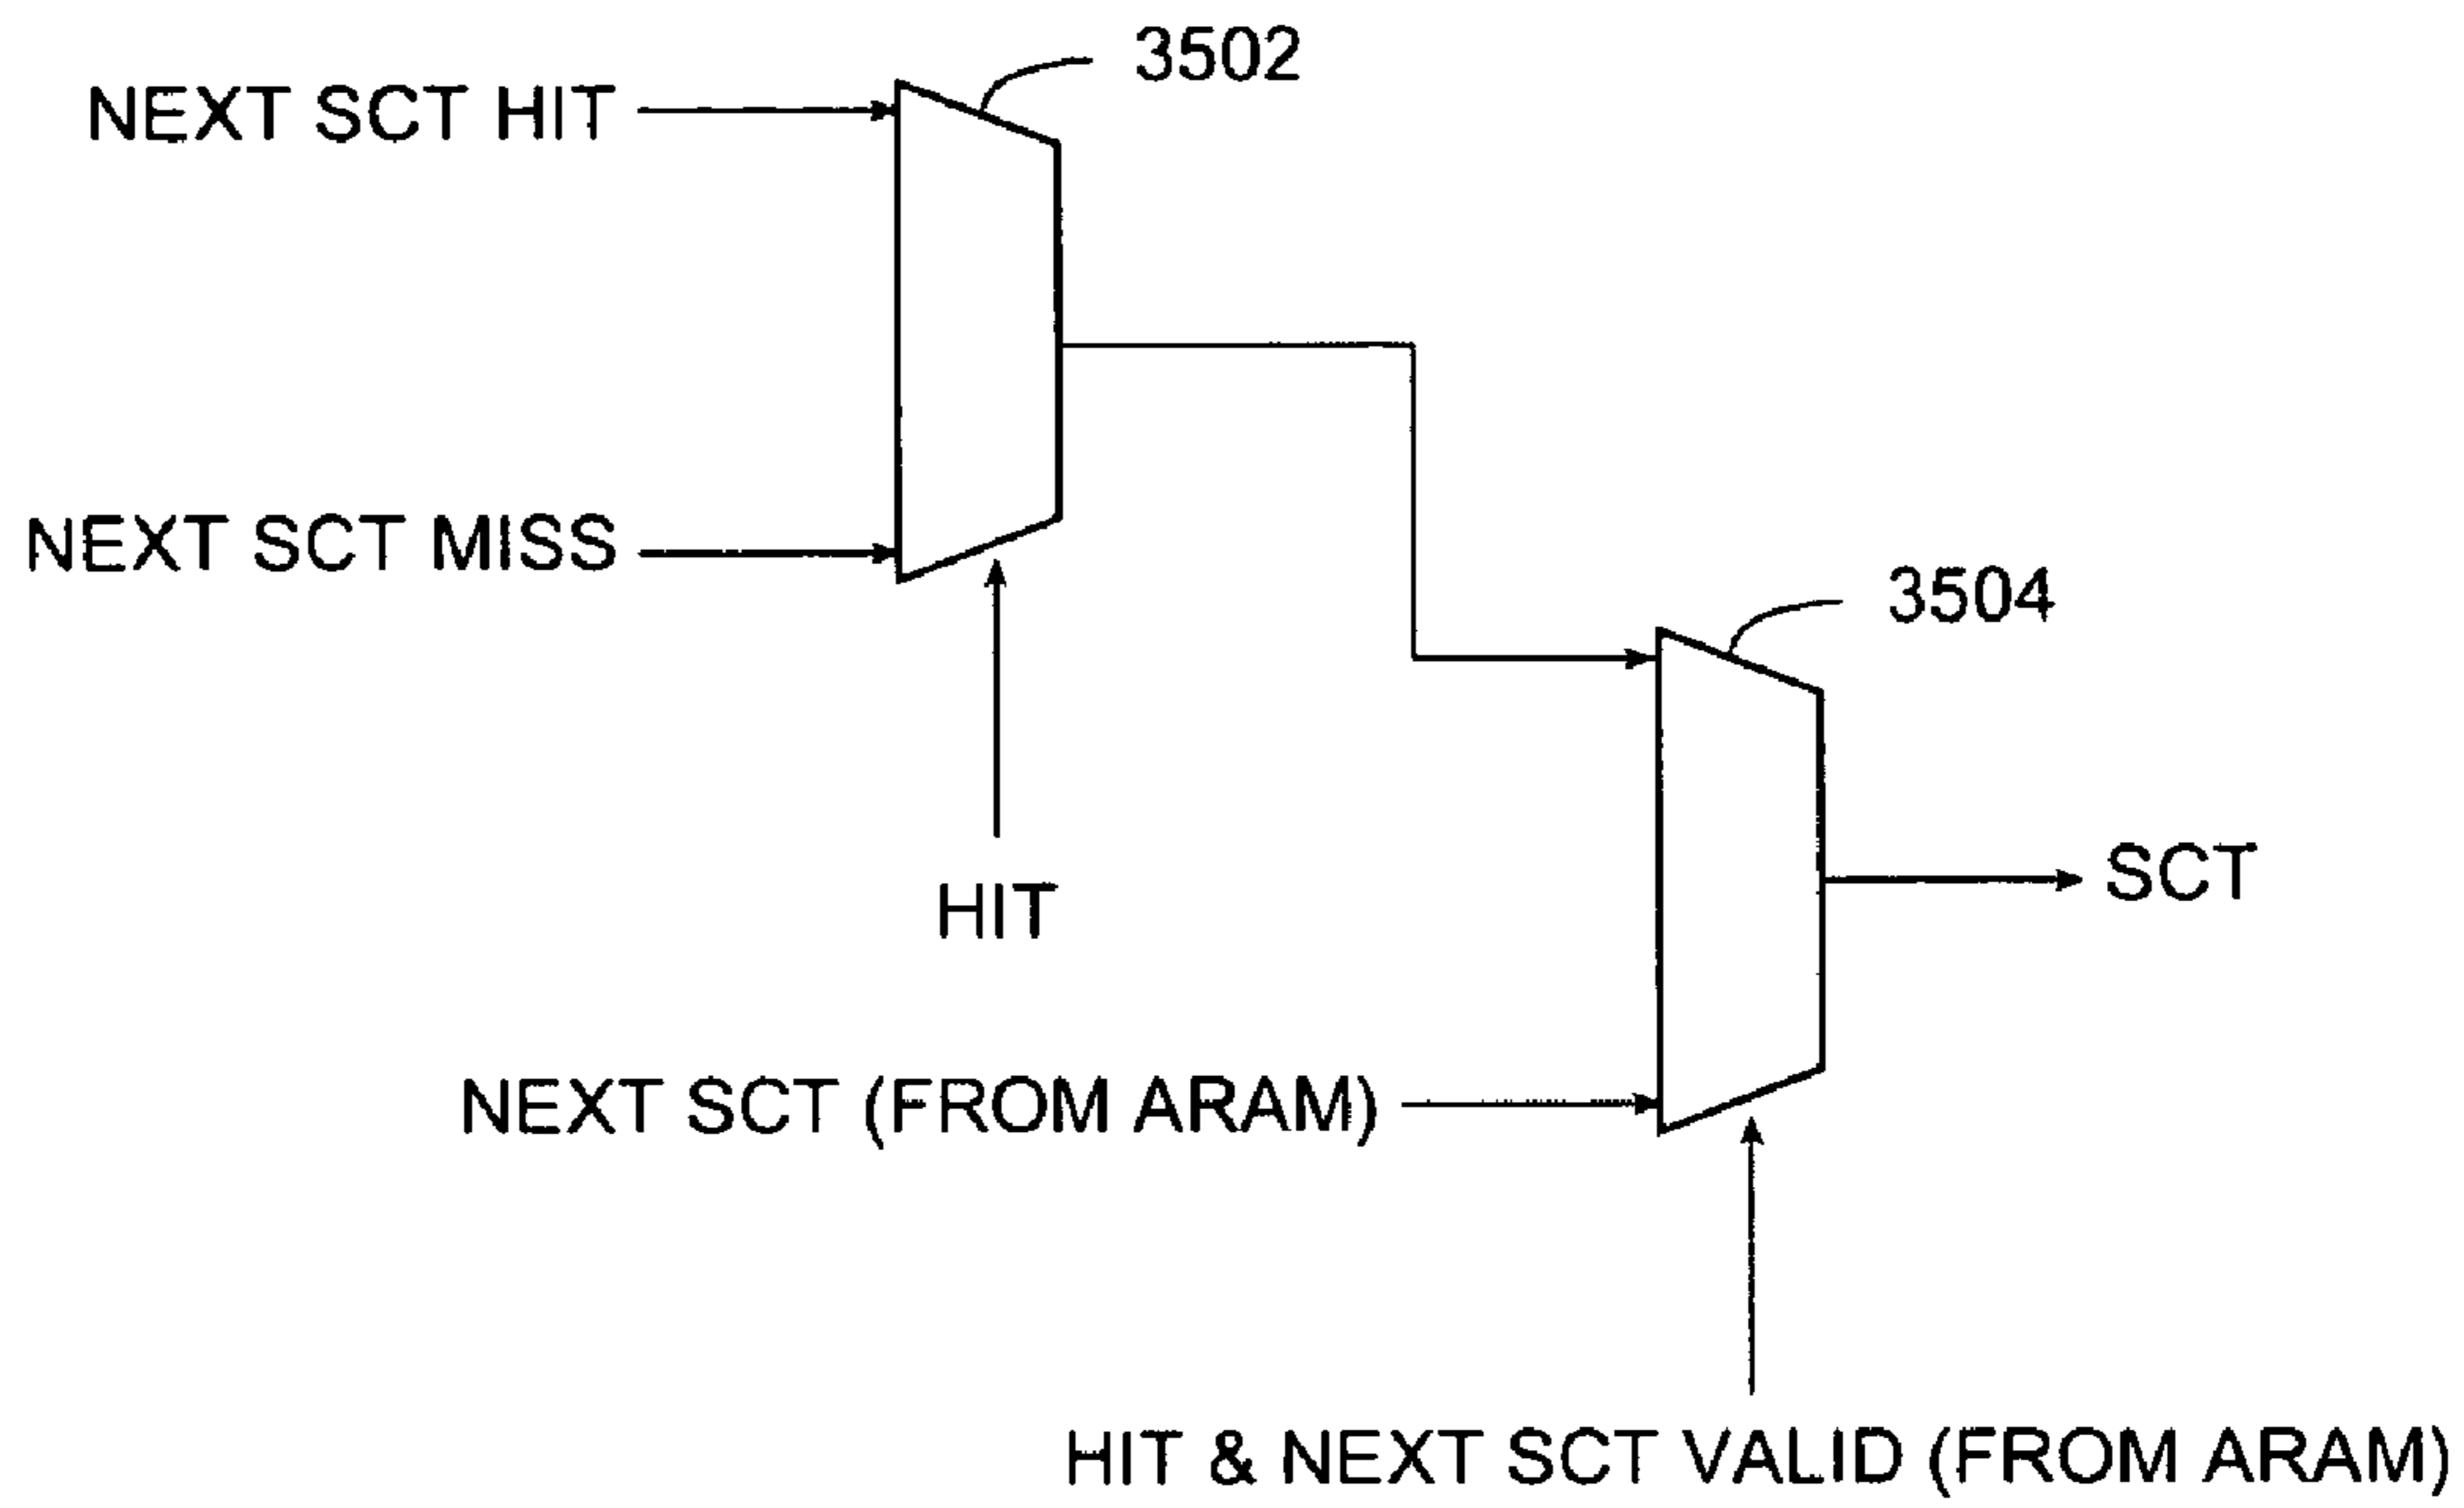 3502
NEXT SCT HIT
NEXT SCT MISS
3504
HIT
SCT
NEXT SCT (FROM ARAM)
HIT & NEXT SCT VALID (FROM ARAM)